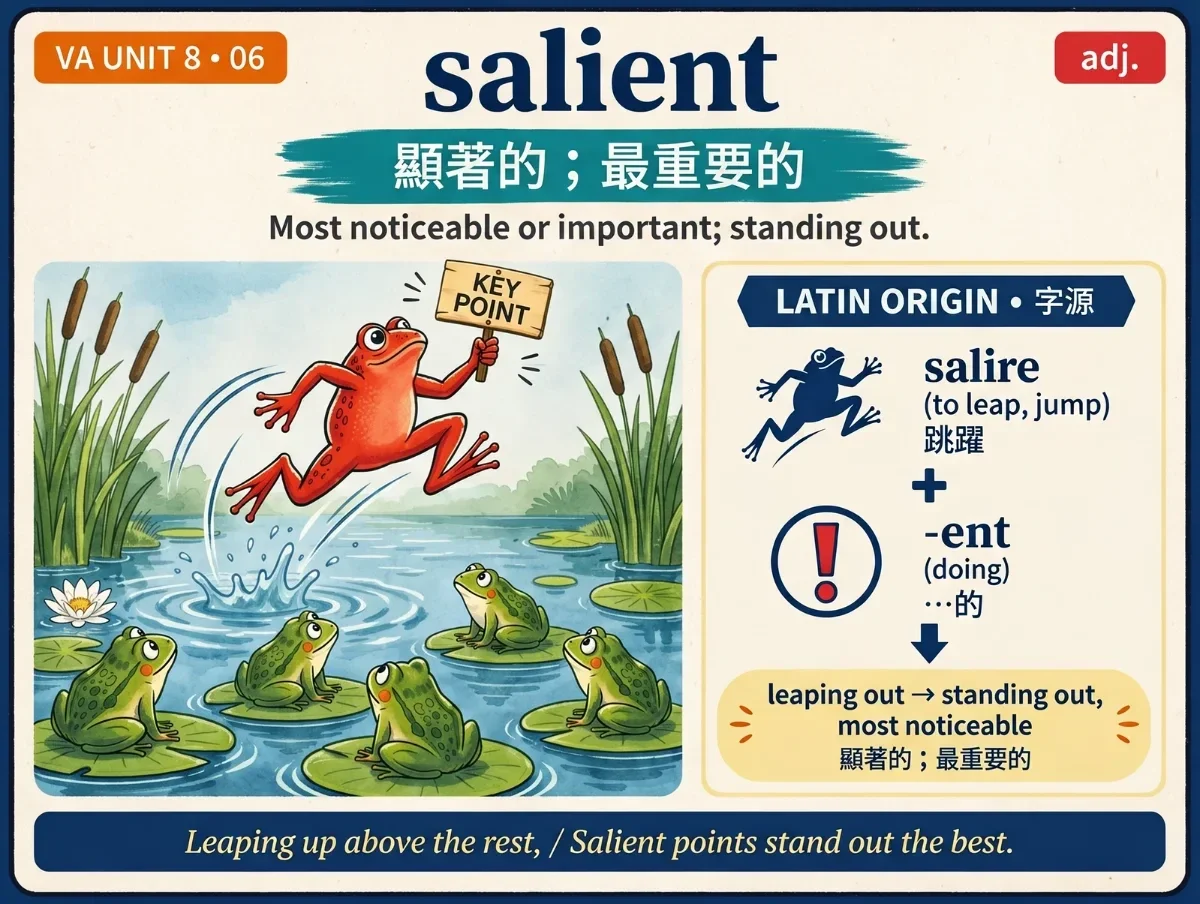 VA UNIT 8 • 06
salient
adj.
顯著的；最重要的
Most noticeable or important; standing out.
KEY
POINT
LATIN ORIGIN • 字源
salire
(to leap, jump)
跳躍
+
-ent
(doing)
…的
leaping out → standing out,
most noticeable
顯著的；最重要的
Leaping up above the rest, / Salient points stand out the best.